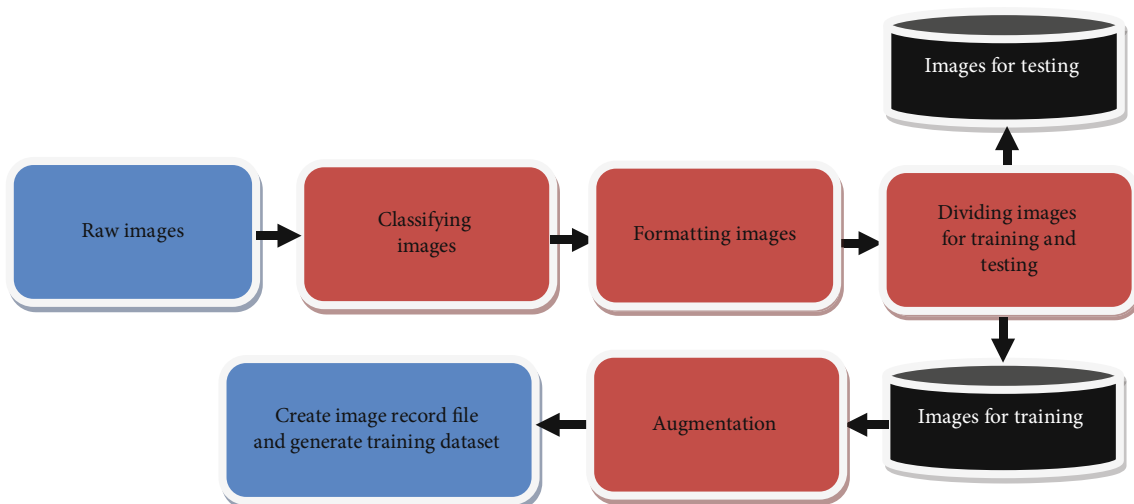 Images for testing
Raw images
Classifying
images
Formatting images
Dividing images
for training and
testing
Create image record file
and generate training dataset
Augmentation
Images for training